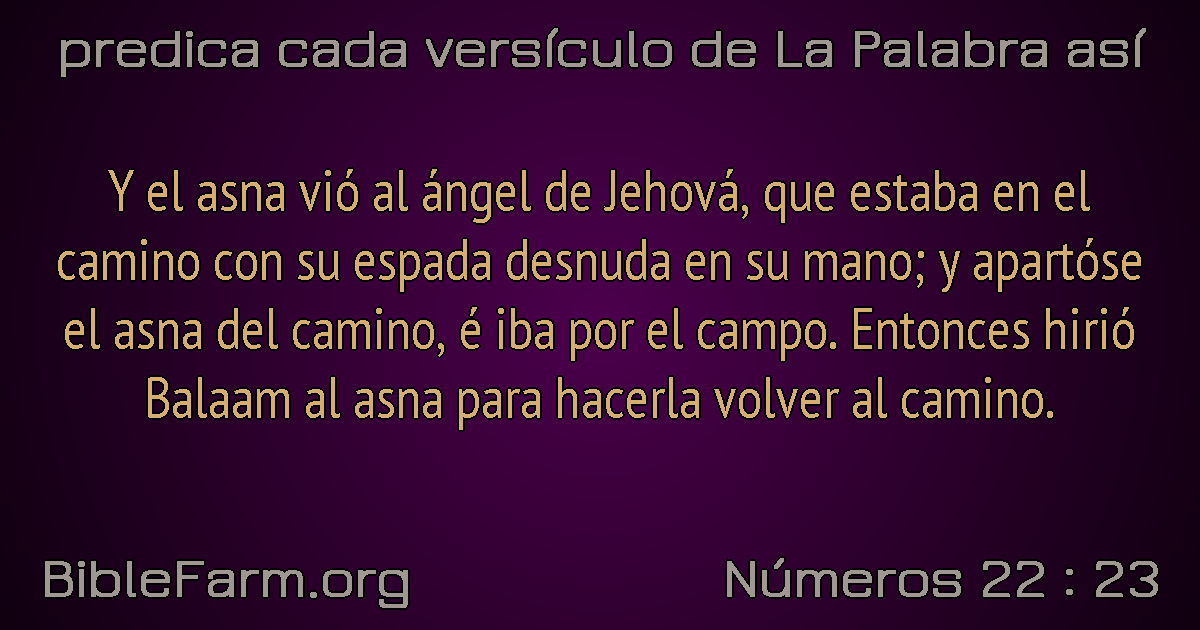 predica cada versículo de La Palabra así
Y el asna vió al ángel de Jehová, que estaba en el
camino con su espada desnuda en su mano; y apartóse
el asna del camino, é iba por el campo. Entonces hirió
Balaam al asna para hacerla volver al camino.
BibleFarm.org
Números 22 : 23